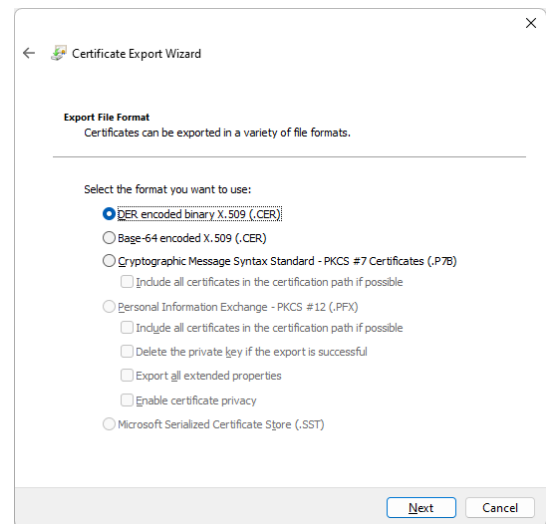 Certificate Export Wizard
Export File Format
Certificates can be exported in a variety of file formats.
Select the format you want to use:
DER encoded binary X.509 (.CER)
Base-64 encoded X.509 (.CER)
Cryptographic Message Syntax Standard - PKCS #7 Certificates (.P7B)
Include all certificates in the certification path if possible
Personal Information Exchange - PKCS #12 (.PFX)
Include all certificates in the certification path if possible
Delete the private key if the export is successful
Export all extended properties
Enable certificate privacy
Microsoft Serialized Certificate Store (.SST)
Next Cancel